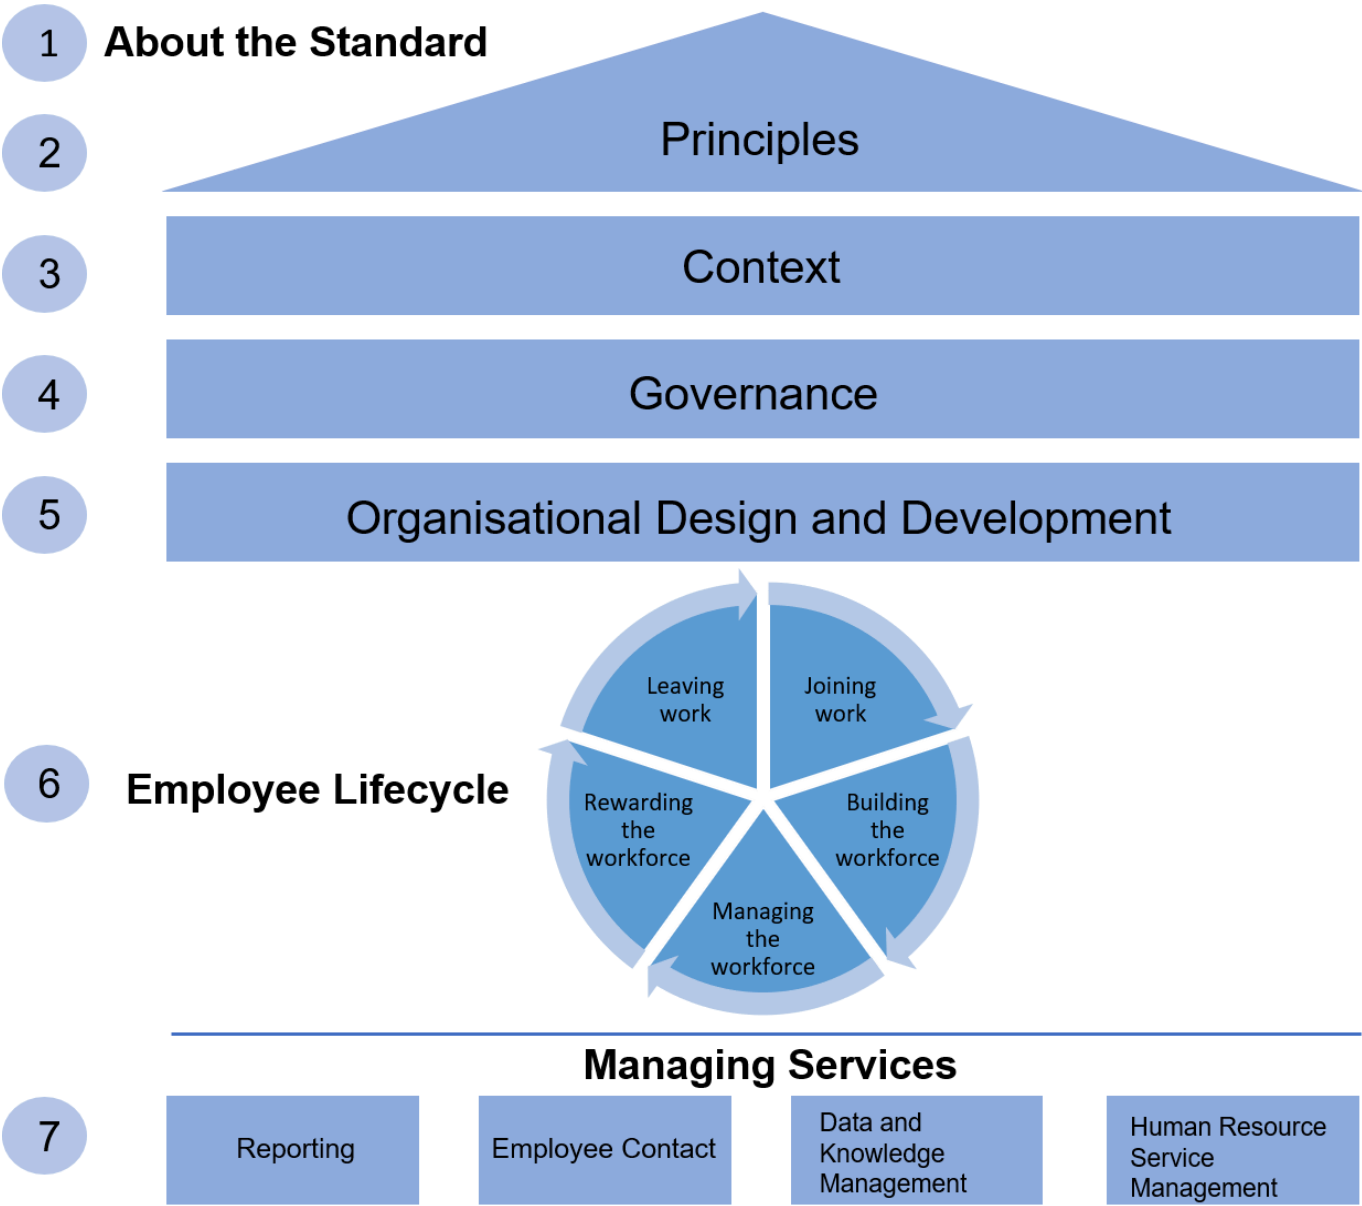 1
About the Standard
2
Principles
3
Context
4
Governance
5
Organisational Design and Development
6
Employee Lifecycle
Joining
work
Building
the
workforce
Managing
the
workforce
Rewarding
the
workforce
Leaving
work
Managing Services
7
Reporting
Employee Contact
Data and
Knowledge
Management
Human Resource
Service
Management